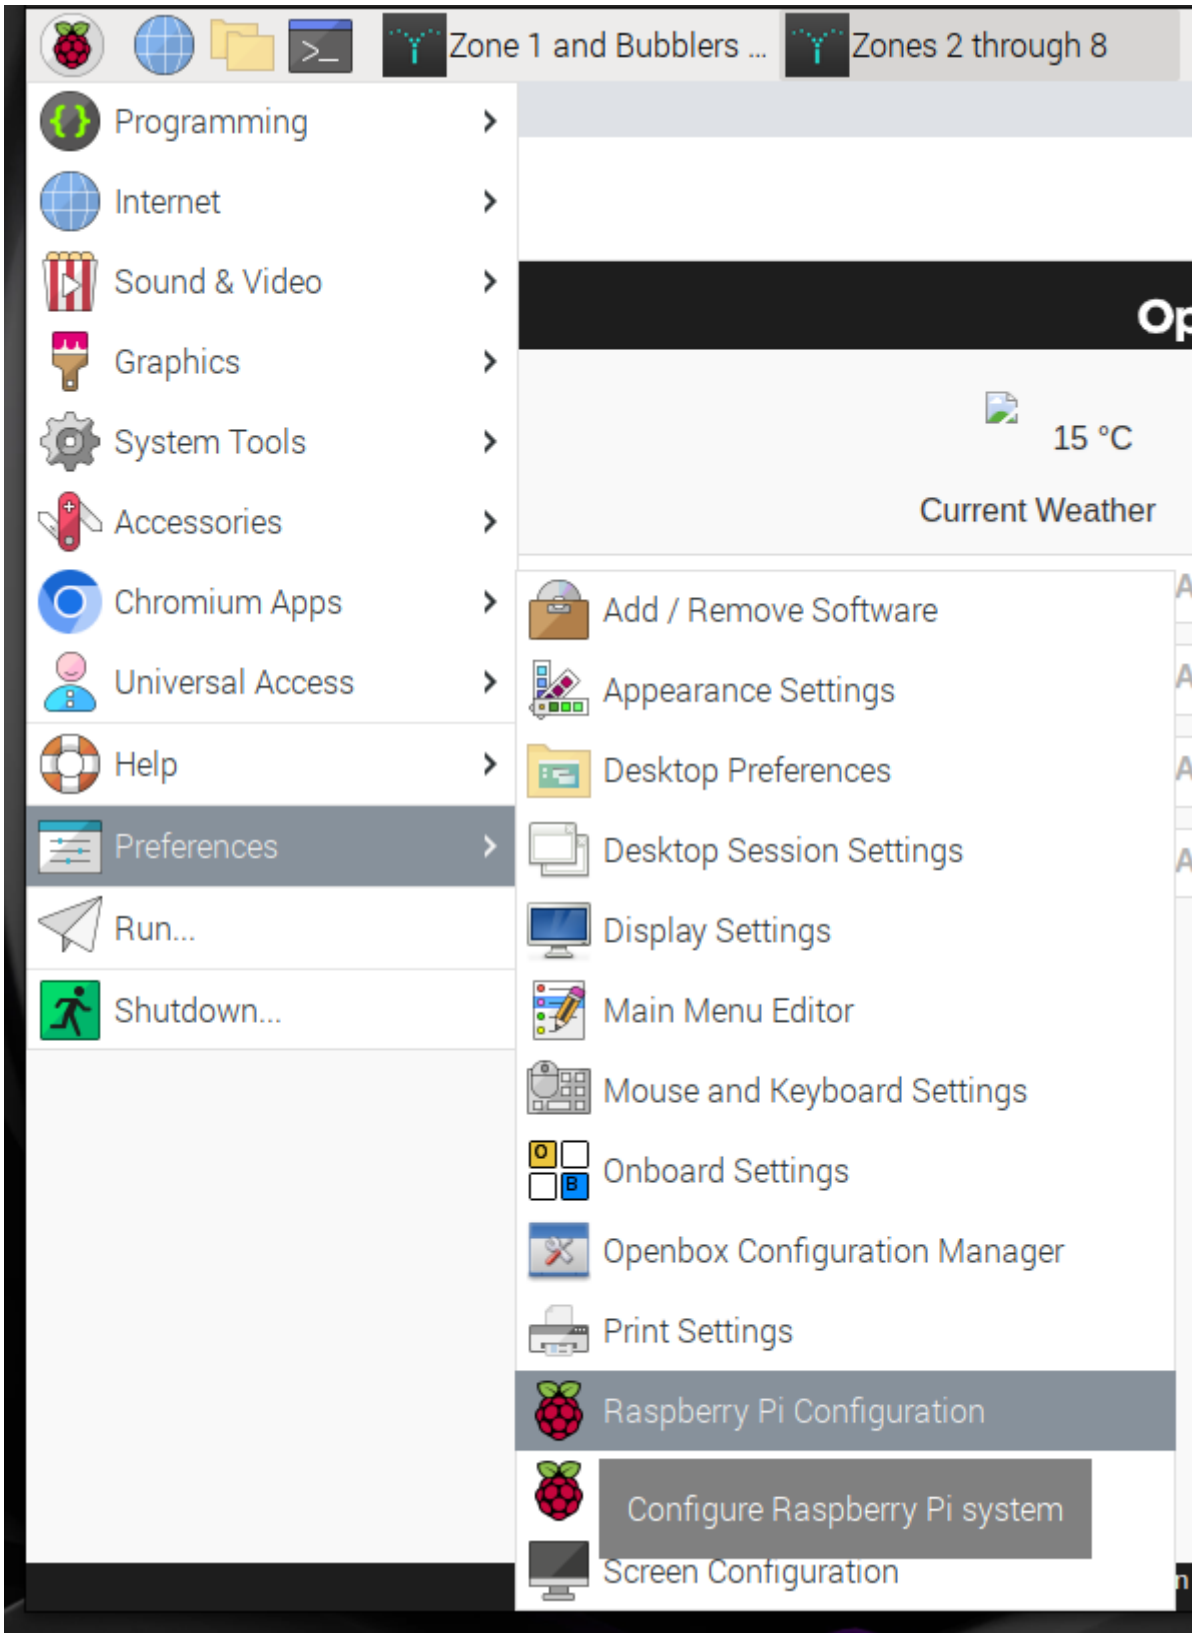 Zone 1 and Bubblers ...
Zones 2 through 8
Programming
Internet
Sound & Video
Graphics
System Tools
Accessories
Chromium Apps
Universal Access
Help
Preferences
Run...
Shutdown...
Op
15 °C
Current Weather
Add / Remove Software
Appearance Settings
Desktop Preferences
Desktop Session Settings
Display Settings
Main Menu Editor
Mouse and Keyboard Settings
Onboard Settings
Openbox Configuration Manager
Print Settings
Raspberry Pi Configuration
Configure Raspberry Pi system
Screen Configuration
A
A
A
A
n